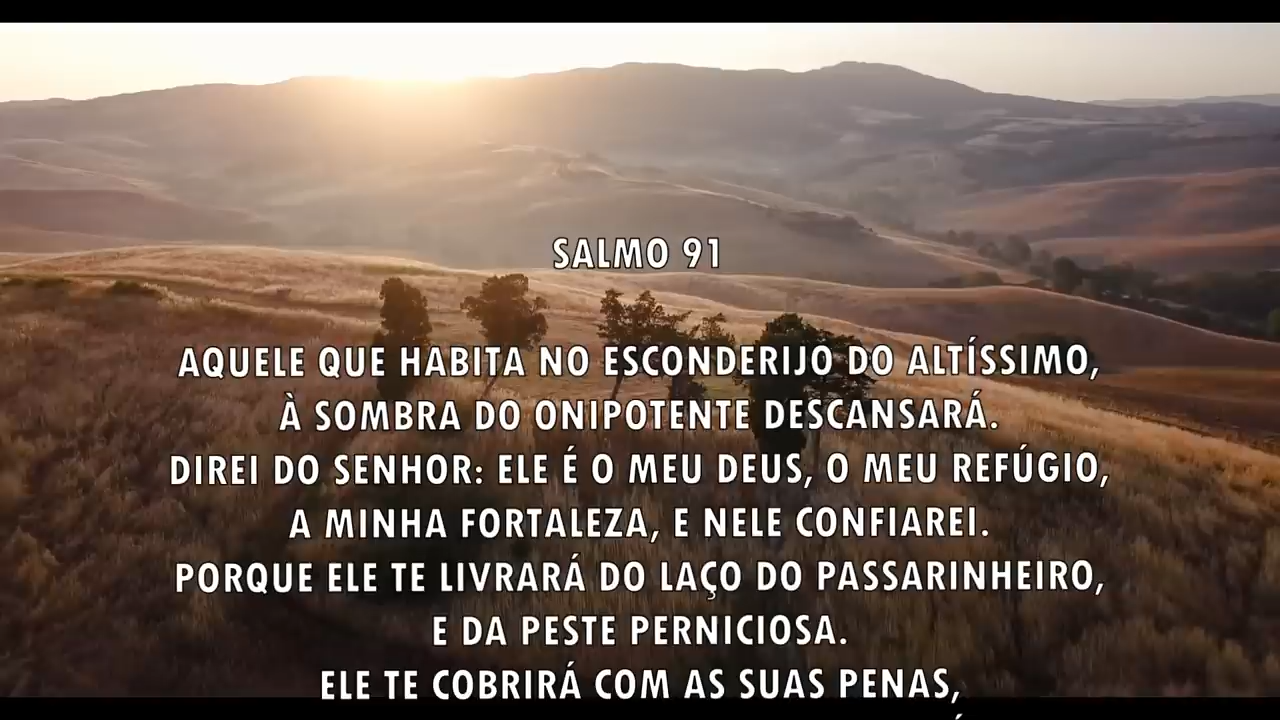 SALMO 91
AQUELE QUE HABITA NO ESCONDERIJO DO ALTÍSSIMO,
À SOMBRA DO ONIPOTENTE DESCANSARÁ.
DIREI DO SENHOR: ELE É O MEU DEUS, O MEU REFÚGIO,
A MINHA FORTALEZA, E NELE CONFIAREI.
PORQUE ELE TE LIVRARÁ DO LAÇO DO PASSARINHEIRO,
E DA PESTE PERNICIOSA.
ELE TE COBRIRÁ COM AS SUAS PENAS,